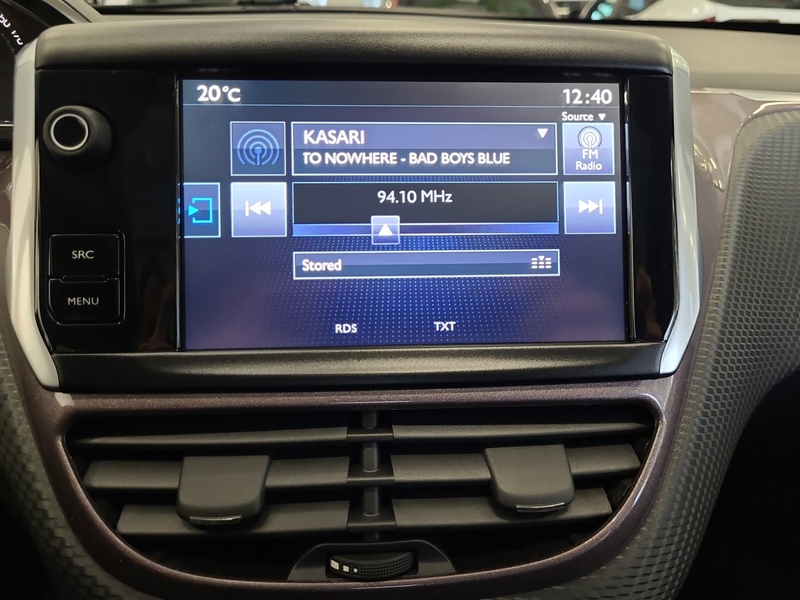 20°C
12:40
Source
KASARI
TO NOWHERE - BAD BOYS BLUE
FM
Radio
94.10 MHz
SRC
Stored
MENU
RDS
TXT